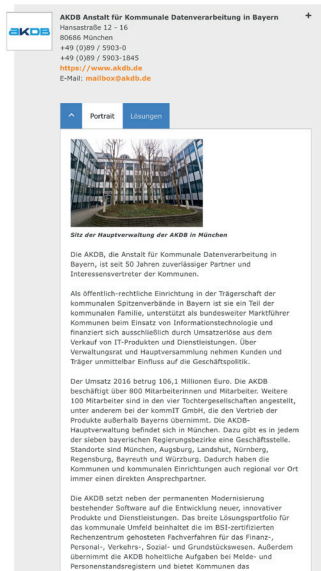 AKDB
AKDB Anstalt für Kommunale Datenverarbeitung in Bayern
+
Hansastraße 12 - 16
80686 München
+49 (0)89 / 5903-0
+49 (0)89 / 5903-1845
https://www.akdb.de
E-Mail: mailbox@akdb.de
Portrait
Lösungen
Sitz der Hauptverwaltung der AKDB in München
Die AKDB, die Anstalt für Kommunale Datenverarbeitung in
Bayern, ist seit 50 Jahren zuverlässiger Partner und
Interessensvertreter der Kommunen.
Als öffentlich-rechtliche Einrichtung in der Trägerschaft der
kommunalen Spitzenverbände in Bayern ist sie ein Teil der
kommunalen Familie, unterstützt als bundesweiter Marktführer
Kommunen beim Einsatz von Informationstechnologie und
finanziert sich ausschließlich durch Umsatzerlöse aus dem
Verkauf von IT-Produkten und Dienstleistungen. Über
Verwaltungsrat und Hauptversammlung nehmen Kunden und
Träger unmittelbar Einfluss auf die Geschäftspolitik.
Der Umsatz 2016 betrug 106,1 Millionen Euro. Die AKDB
beschäftigt über 800 Mitarbeiterinnen und Mitarbeiter. Weitere
100 Mitarbeiter sind in den vier Tochtergesellschaften angestellt,
unter anderem bei der kommIT GmbH, die den Vertrieb der
Produkte außerhalb Bayerns übernimmt. Die AKDB-
Hauptverwaltung befindet sich in München. Dazu gibt es in jedem
der sieben bayerischen Regierungsbezirke eine Geschäftsstelle.
Standorte sind München, Augsburg, Landshut, Nürnberg,
Regensburg, Bayreuth und Würzburg. Dadurch haben die
Kommunen und kommunalen Einrichtungen auch regional vor Ort
immer einen direkten Ansprechpartner.
Die AKDB setzt neben der permanenten Modernisierung
bestehender Software auf die Entwicklung neuer, innovativer
Produkte und Dienstleistungen. Das breite Lösungsportfolio für
das kommunale Umfeld beinhaltet die im BSI-zertifizierten
Rechenzentrum gehosteten Fachverfahren für das Finanz-,
Personal-, Verkehrs-, Sozial- und Grundstückswesen. Außerdem
übernimmt die AKDB hoheitliche Aufgaben bei Melde- und
Personenstandsregistern und bietet Kommunen das